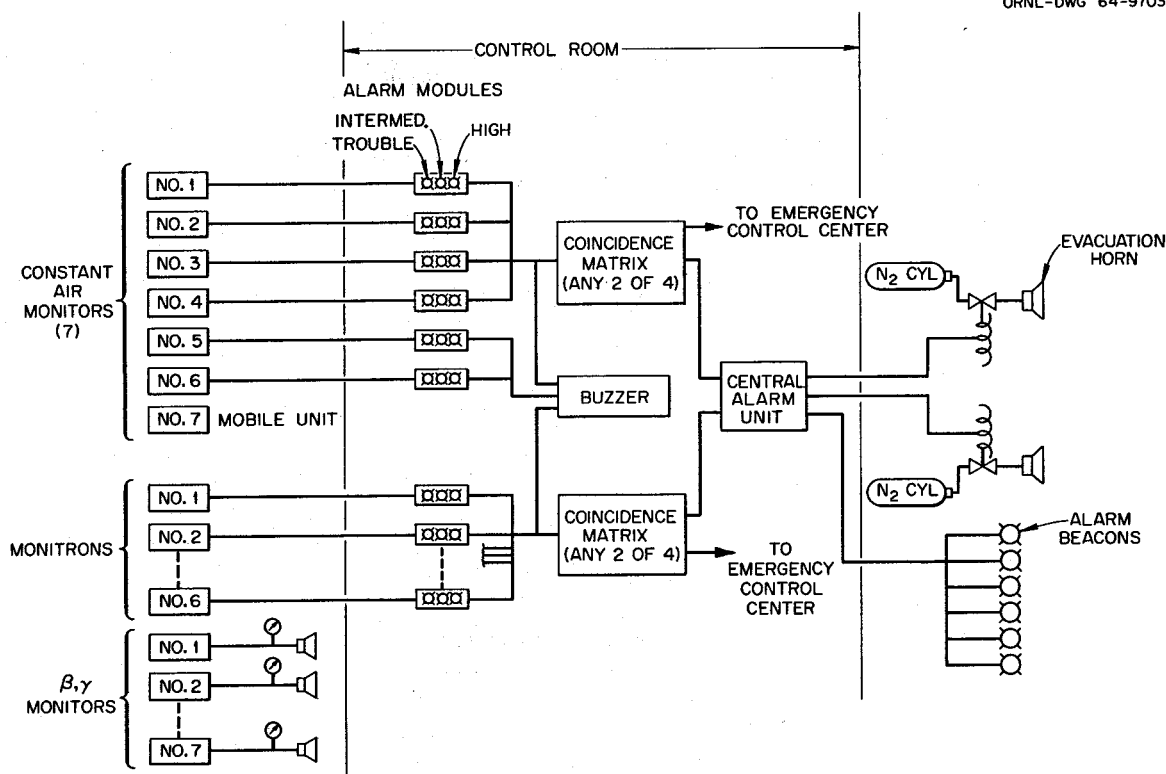 ORNL-DWG 64-9703
CONTROL ROOM
ALARM MODULES
INTERMED.
TROUBLE
HIGH
CONSTANT
AIR
MONITORS
(7)
NO. 1
NO. 2
NO. 3
NO. 4
NO. 5
NO. 6
NO. 7 MOBILE UNIT
COINCIDENCE
MATRIX
(ANY 2 OF 4)
TO EMERGENCY
CONTROL CENTER
BUZZER
CENTRAL
ALARM
UNIT
N2 CYL
EVACUATION
HORN
N2 CYL
ALARM
BEACONS
MONITRONS
NO. 1
NO. 2
NO. 6
COINCIDENCE
MATRIX
(ANY 2 OF 4)
TO
EMERGENCY
CONTROL
CENTER
β,γ
MONITORS
NO. 1
NO. 2
NO. 7